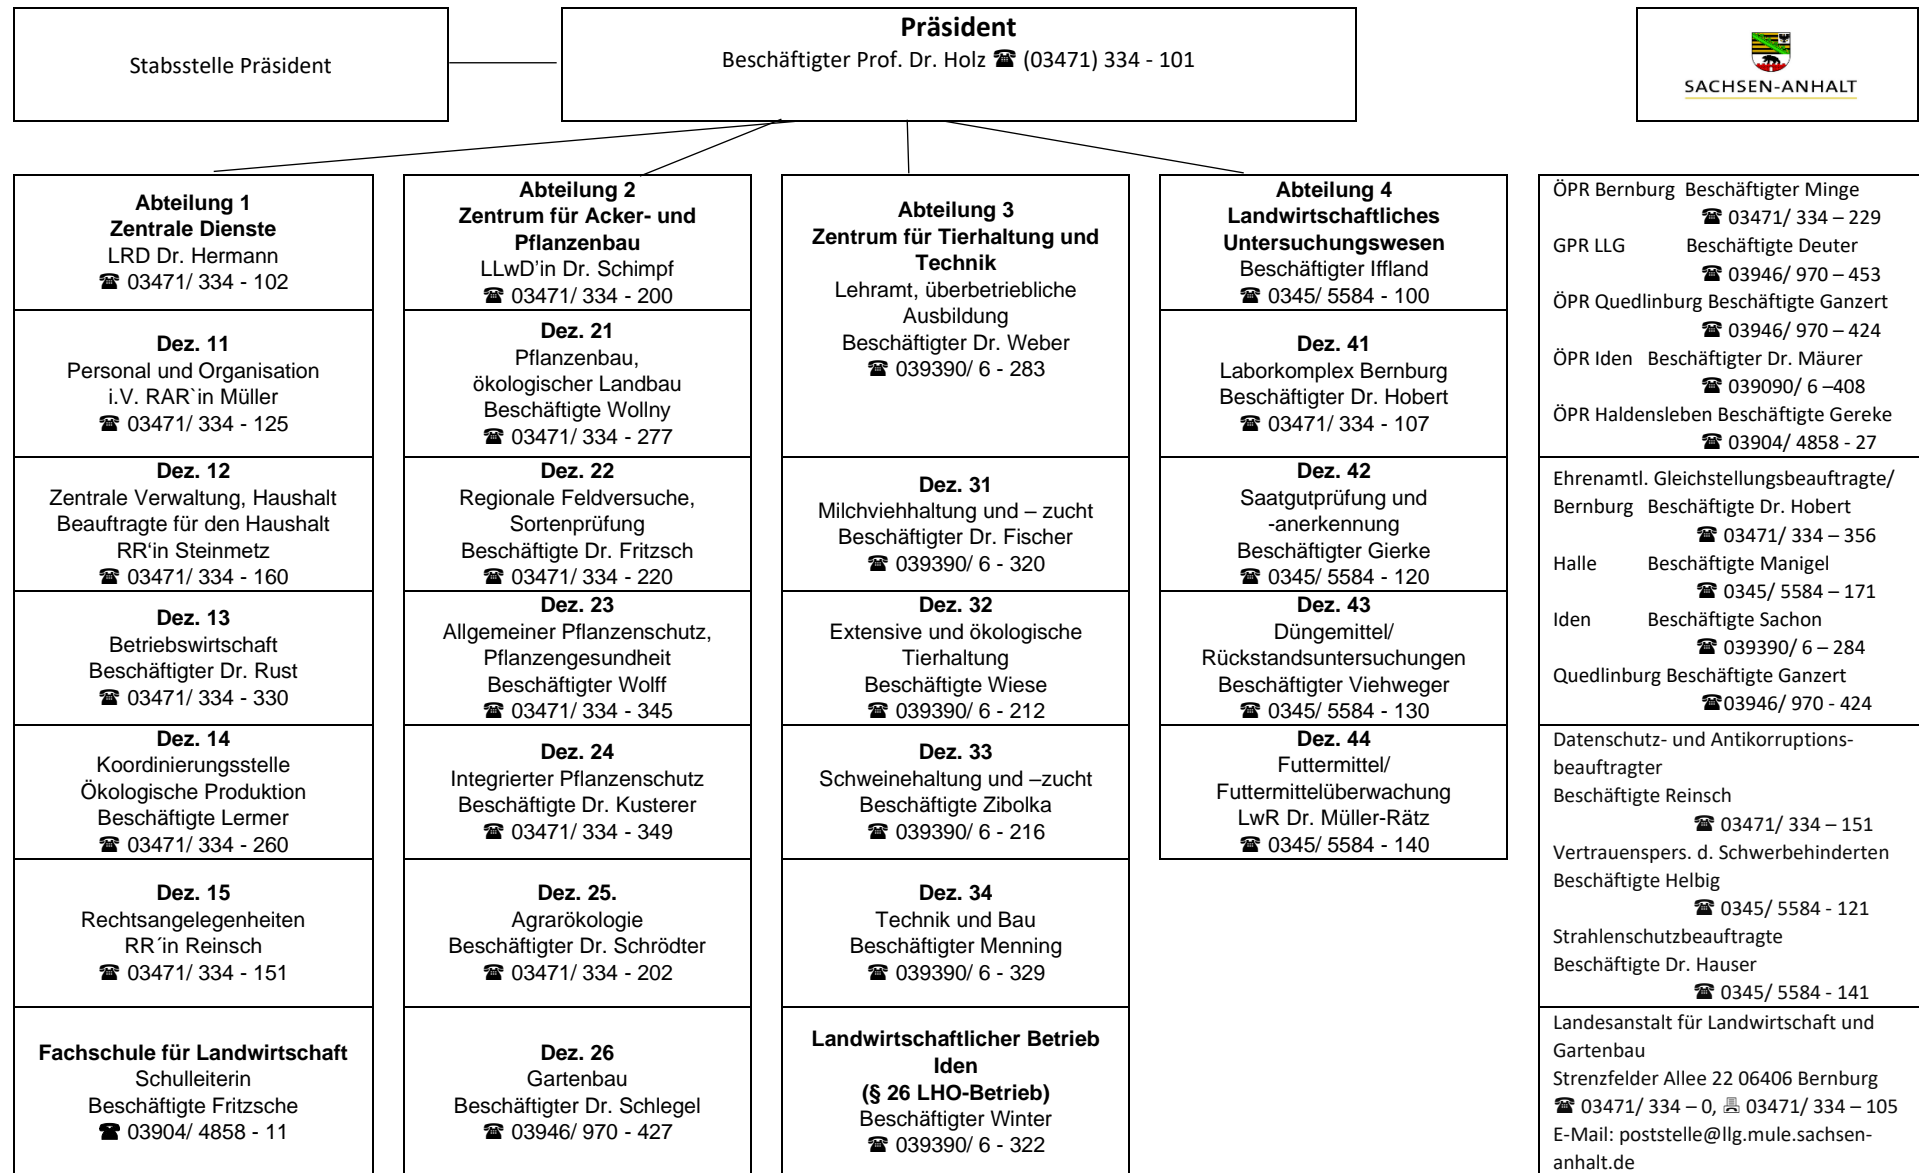 Stabsstelle Präsident
Präsident
Beschäftigter Prof. Dr. Holz ☎ (03471) 334 - 101
SACHSEN-ANHALT
Abteilung 1
Zentrale Dienste
LRD Dr. Hermann
☎ 03471/ 334 - 102
Dez. 11
Personal und Organisation
i.V. RAR`in Müller
☎ 03471/ 334 - 125
Dez. 12
Zentrale Verwaltung, Haushalt
Beauftragte für den Haushalt
RR‘in Steinmetz
☎ 03471/ 334 - 160
Dez. 13
Betriebswirtschaft
Beschäftigter Dr. Rust
☎ 03471/ 334 - 330
Dez. 14
Koordinierungsstelle
Ökologische Produktion
Beschäftigte Lermer
☎ 03471/ 334 - 260
Dez. 15
Rechtsangelegenheiten
RR´in Reinsch
☎ 03471/ 334 - 151
Fachschule für Landwirtschaft
Schulleiterin
Beschäftigte Fritzsche
☎ 03904/ 4858 - 11
Abteilung 2
Zentrum für Acker- und
Pflanzenbau
LLwD’in Dr. Schimpf
☎ 03471/ 334 - 200
Dez. 21
Pflanzenbau,
ökologischer Landbau
Beschäftigte Wollny
☎ 03471/ 334 - 277
Dez. 22
Regionale Feldversuche,
Sortenprüfung
Beschäftigte Dr. Fritzsch
☎ 03471/ 334 - 220
Dez. 23
Allgemeiner Pflanzenschutz,
Pflanzengesundheit
Beschäftigter Wolff
☎ 03471/ 334 - 345
Dez. 24
Integrierter Pflanzenschutz
Beschäftigte Dr. Kusterer
☎ 03471/ 334 - 349
Dez. 25.
Agrarökologie
Beschäftigter Dr. Schrödter
☎ 03471/ 334 - 202
Dez. 26
Gartenbau
Beschäftigter Dr. Schlegel
☎ 03946/ 970 - 427
Abteilung 3
Zentrum für Tierhaltung und
Technik
Lehramt, überbetriebliche
Ausbildung
Beschäftigter Dr. Weber
☎ 039390/ 6 - 283
Dez. 31
Milchviehhaltung und – zucht
Beschäftigter Dr. Fischer
☎ 039390/ 6 - 320
Dez. 32
Extensive und ökologische
Tierhaltung
Beschäftigte Wiese
☎ 039390/ 6 - 212
Dez. 33
Schweinehaltung und –zucht
Beschäftigte Zibolka
☎ 039390/ 6 - 216
Dez. 34
Technik und Bau
Beschäftigter Menning
☎ 039390/ 6 - 329
Landwirtschaftlicher Betrieb
Iden
(§ 26 LHO-Betrieb)
Beschäftigter Winter
☎ 039390/ 6 - 322
Abteilung 4
Landwirtschaftliches
Untersuchungswesen
Beschäftigter Iffland
☎ 0345/ 5584 - 100
Dez. 41
Laborkomplex Bernburg
Beschäftigter Dr. Hobert
☎ 03471/ 334 - 107
Dez. 42
Saatgutprüfung und
-anerkennung
Beschäftigter Gierke
☎ 0345/ 5584 - 120
Dez. 43
Düngemittel/
Rückstandsuntersuchungen
Beschäftigter Viehweger
☎ 0345/ 5584 - 130
Dez. 44
Futtermittel/
Futtermittelüberwachung
LwR Dr. Müller-Rätz
☎ 0345/ 5584 - 140
ÖPR Bernburg Beschäftigter Minge
☎ 03471/ 334 – 229
GPR LLG Beschäftigte Deuter
☎ 03946/ 970 – 453
ÖPR Quedlinburg Beschäftigte Ganzert
☎ 03946/ 970 – 424
ÖPR Iden Beschäftigter Dr. Mäurer
☎ 039090/ 6 –408
ÖPR Haldensleben Beschäftigte Gereke
☎ 03904/ 4858 - 27
Ehrenamtl. Gleichstellungsbeauftragte/
Bernburg Beschäftigte Dr. Hobert
☎ 03471/ 334 – 356
Halle Beschäftigte Manigel
☎ 0345/ 5584 – 171
Iden Beschäftigte Sachon
☎ 039390/ 6 – 284
Quedlinburg Beschäftigte Ganzert
☎03946/ 970 - 424
Datenschutz- und Antikorruptions-
beauftragter
Beschäftigte Reinsch
☎ 03471/ 334 – 151
Vertrauenspers. d. Schwerbehinderten
Beschäftigte Helbig
☎ 0345/ 5584 - 121
Strahlenschutzbeauftragte
Beschäftigte Dr. Hauser
☎ 0345/ 5584 - 141
Landesanstalt für Landwirtschaft und
Gartenbau
Strenzfelder Allee 22 06406 Bernburg
☎ 03471/ 334 – 0, 🖷 03471/ 334 – 105
E-Mail: poststelle@llg.mule.sachsen-
anhalt.de